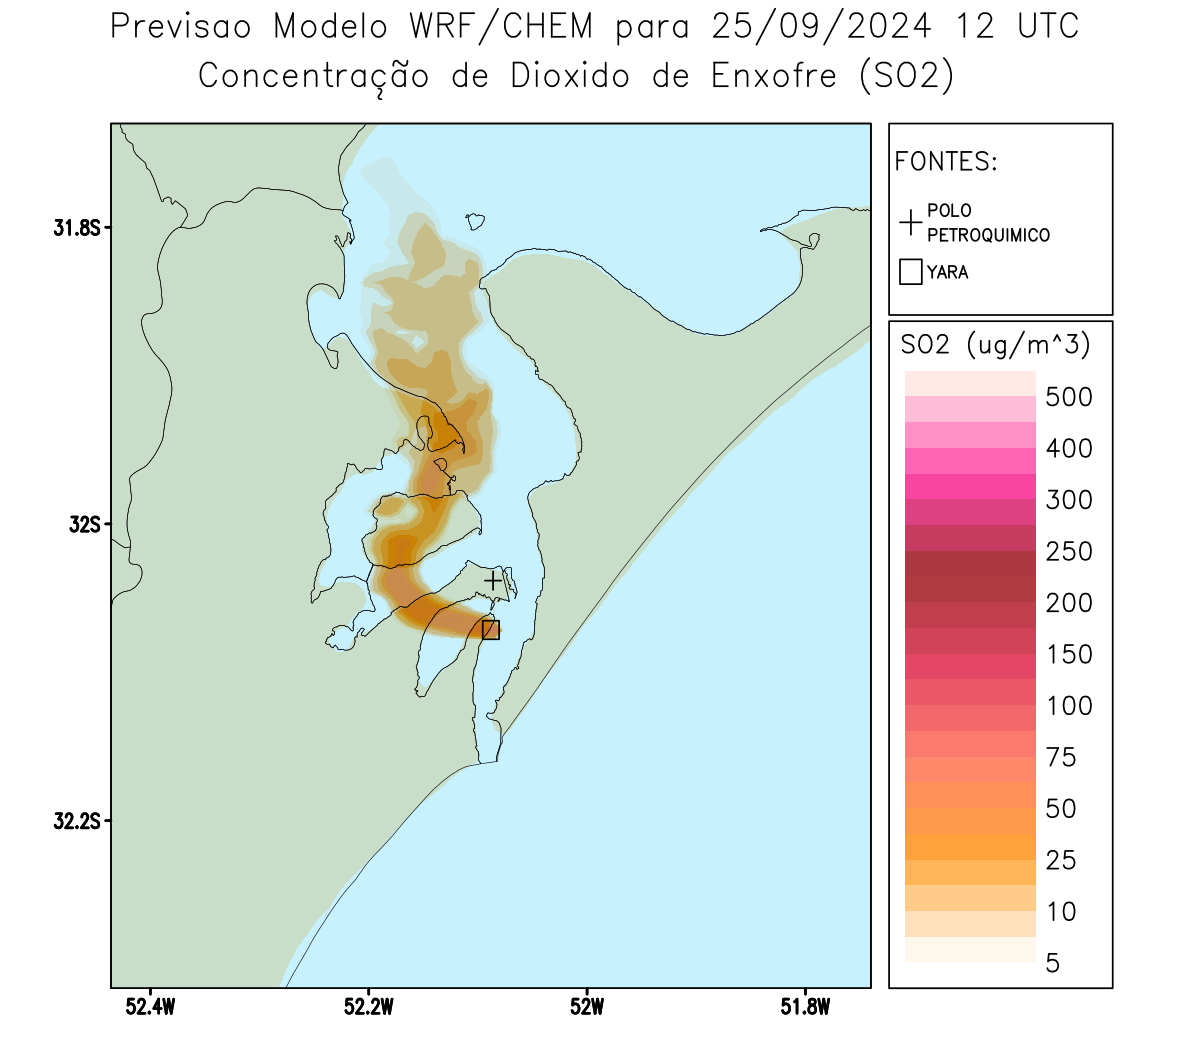 Previsao Modelo WRF/CHEM para 25/09/2024 12 UTC
Concentração de Dioxido de Enxofre (SO2)
FONTES:
POLO
PETROQUIMICO
YARA
SO2 (ug/m^3)
500
400
300
250
200
150
100
75
50
25
10
5
31.8S
32S
32.2S
52.4W
52.2W
52W
51.8W